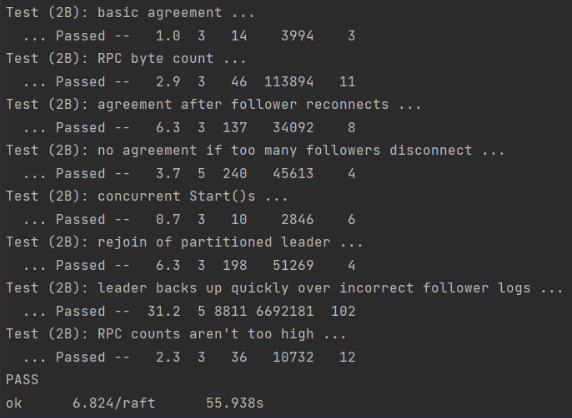 Test (2B): basic agreement ...
  ... Passed --   1.0  3   14    3994    3
Test (2B): RPC byte count ...
  ... Passed --   2.9  3   46  113894   11
Test (2B): agreement after follower reconnects ...
  ... Passed --   6.3  3  137   34092    8
Test (2B): no agreement if too many followers disconnect ...
  ... Passed --   3.7  5  240   45613    4
Test (2B): concurrent Start()s ...
  ... Passed --   0.7  3   10    2846    6
Test (2B): rejoin of partitioned leader ...
  ... Passed --   6.3  3  198   51269    4
Test (2B): leader backs up quickly over incorrect follower logs ...
  ... Passed --  31.2  5 8811 6692181  102
Test (2B): RPC counts aren't too high ...
  ... Passed --   2.3  3   36   10732   12
PASS
ok      6.824/raft      55.938s